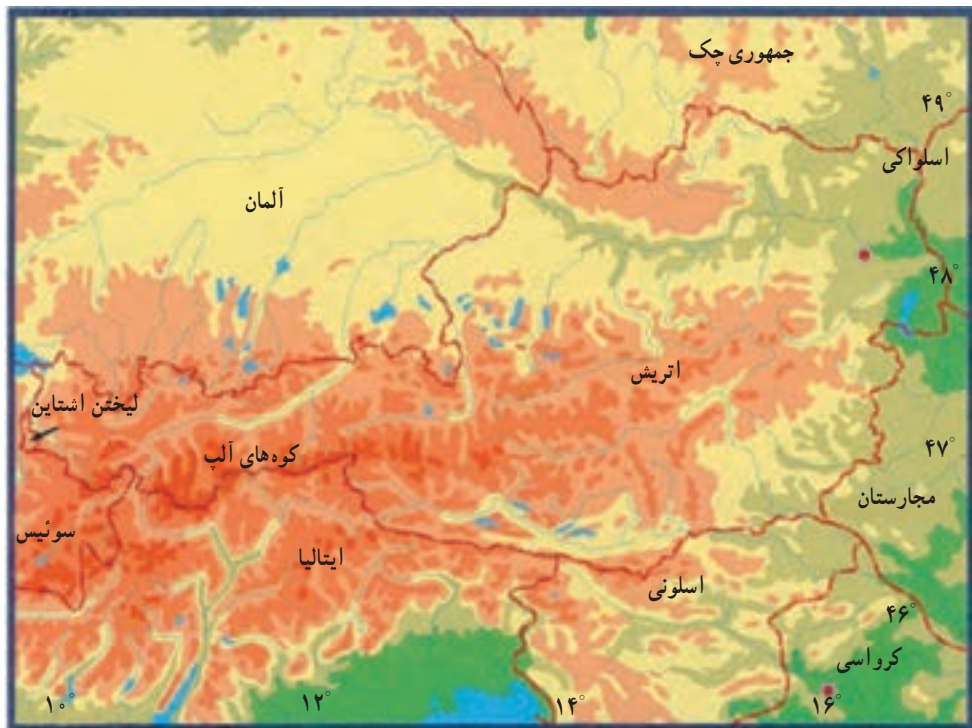 جمهوری چک
۴۹°
اسلواکی
آلمان
۴۸°
اتریش
لیختن اشتاین
کوه‌های آلپ
۴۷°
مجارستان
سوئیس
ایتالیا
اسلونی
۴۶°
کرواسی
۱۰°
۱۲°
۱۴°
۱۶°